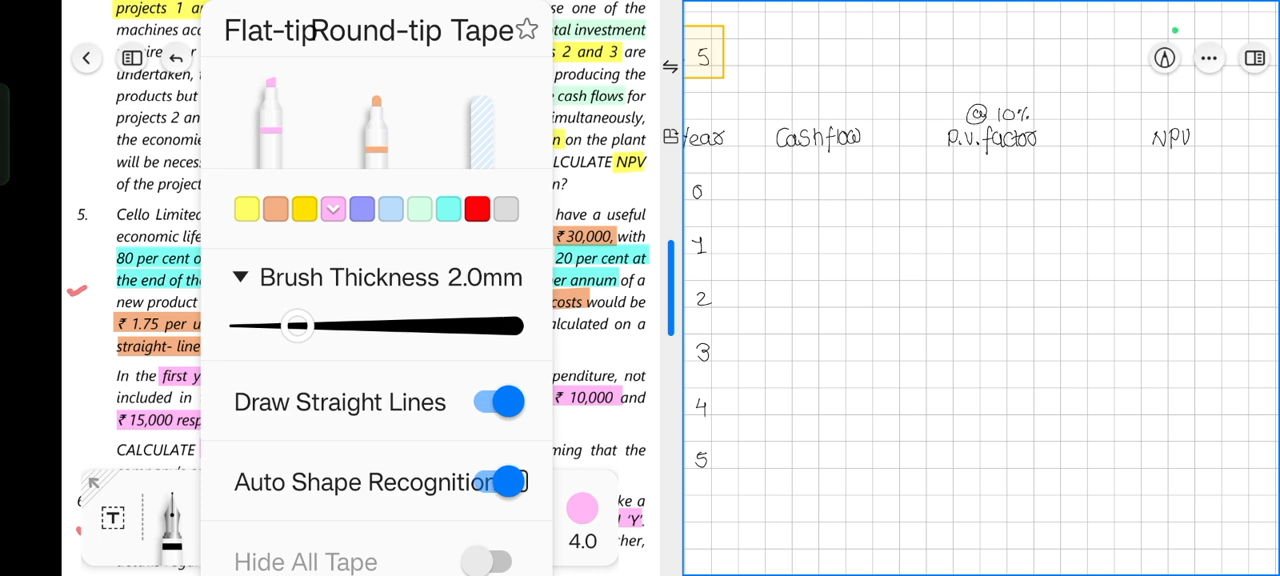 projects 1 a
se one of the
machines ac
tal investment
ire
r
s 2 and 3 are
undertaken,
producing the
products but
cash flows for
projects 2 an
imultaneously,
the economi
n on the plant
will be neces
LCULATE NPV
of the project
n?
5. Cello Limited
have a useful
economic life
₹ 30,000, with
80 per cent o
20 per cent at
the end of th
er annum of a
new product
costs would be
₹ 1.75 per u
alculated on a
straight- line
In the first y
penditure, not
included in
₹ 10,000 and
₹ 15,000 resp
CALCULATE
ming that the
ke a
'Y'.
ther,
Flat-tip Round-tip Tape
Brush Thickness 2.0mm
Draw Straight Lines
Auto Shape Recognition
Hide All Tape
T
4.0
5
@ 10%
Year Cashflow P.V. factor NPV
0
1
2
3
4
5